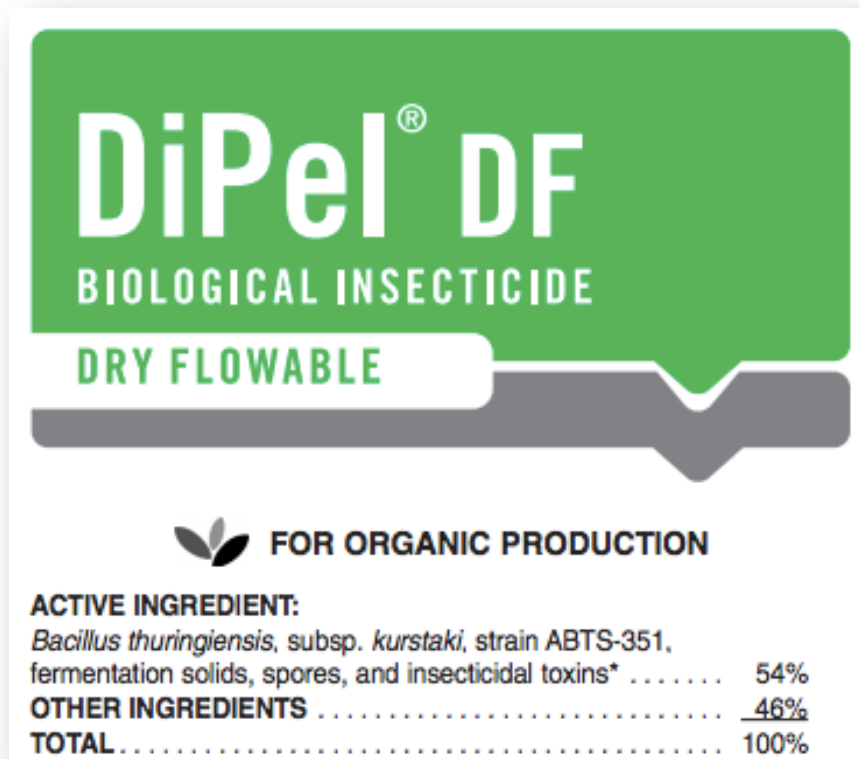 DiPel® DF
BIOLOGICAL INSECTICIDE
DRY FLOWABLE
FOR ORGANIC PRODUCTION
ACTIVE INGREDIENT:
Bacillus thuringiensis, subsp. kurstaki, strain ABTS-351,
fermentation solids, spores, and insecticidal toxins* . . . . . . . 54%
OTHER INGREDIENTS . . . . . . . . . . . . . . . . . . . . . . . . . . . . . 46%
TOTAL . . . . . . . . . . . . . . . . . . . . . . . . . . . . . . . . . . . . . . . . . . . 100%